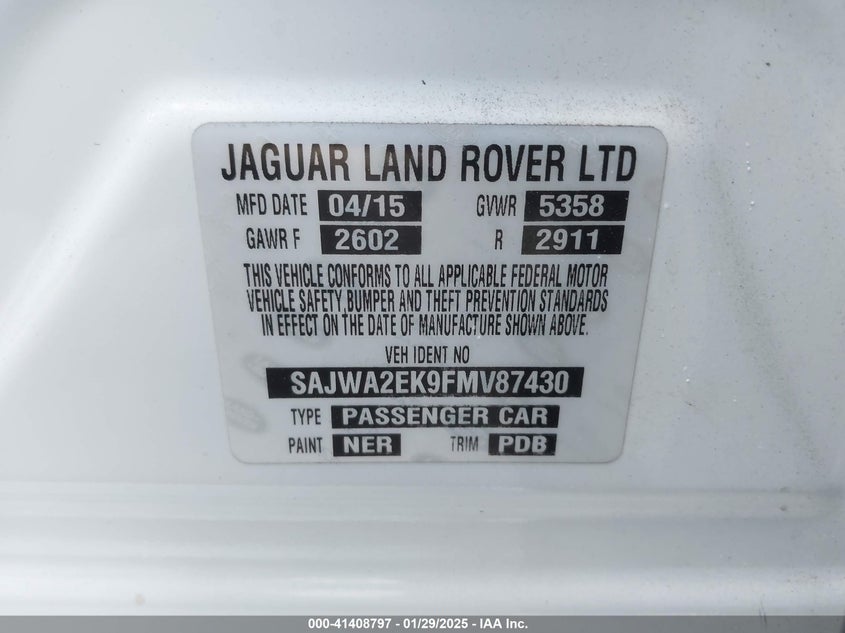 JAGUAR LAND ROVER LTD
MFD DATE 04/15 GVWR 5358
GAWR F 2602 R 2911
THIS VEHICLE CONFORMS TO ALL APPLICABLE FEDERAL MOTOR
VEHICLE SAFETY, BUMPER AND THEFT PREVENTION STANDARDS
IN EFFECT ON THE DATE OF MANUFACTURE SHOWN ABOVE.
VEH IDENT NO
SAJWA2EK9FMV87430
TYPE PASSENGER CAR
PAINT NER TRIM PDB
000-41408797 - 01/29/2025 - IAA Inc.